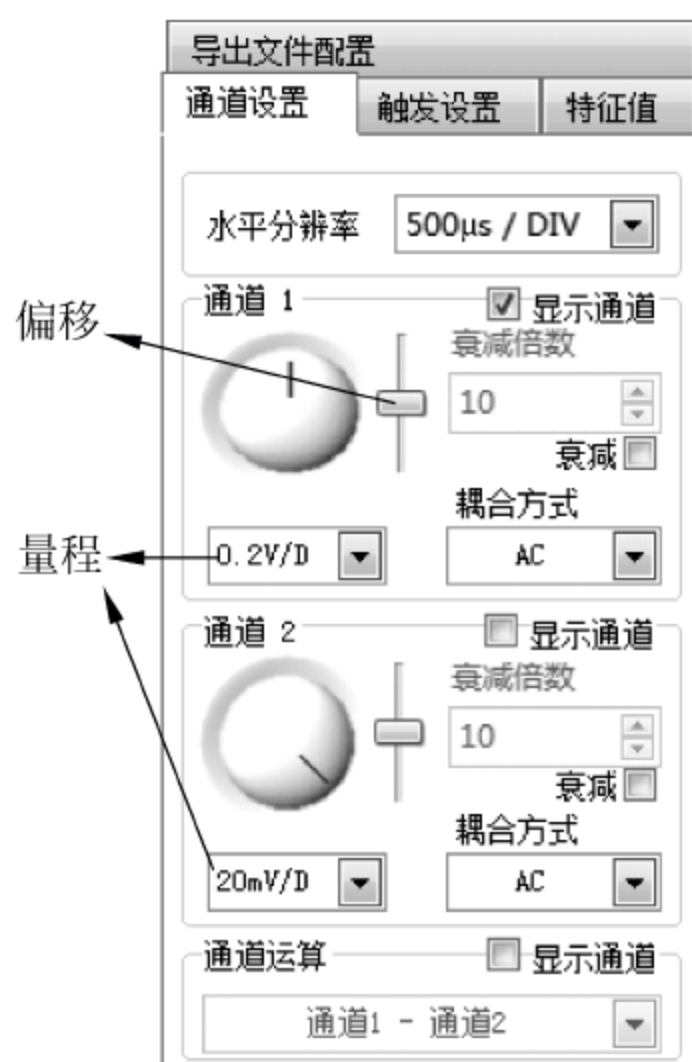 导出文件配置
通道设置 触发设置 特征值
水平分辨率 500μs / DIV
通道 1 显示通道
偏移
衰减倍数
10
衰减
耦合方式
量程
0.2V/D AC
通道 2 显示通道
衰减倍数
10
衰减
耦合方式
20mV/D AC
通道运算 显示通道
通道1 - 通道2